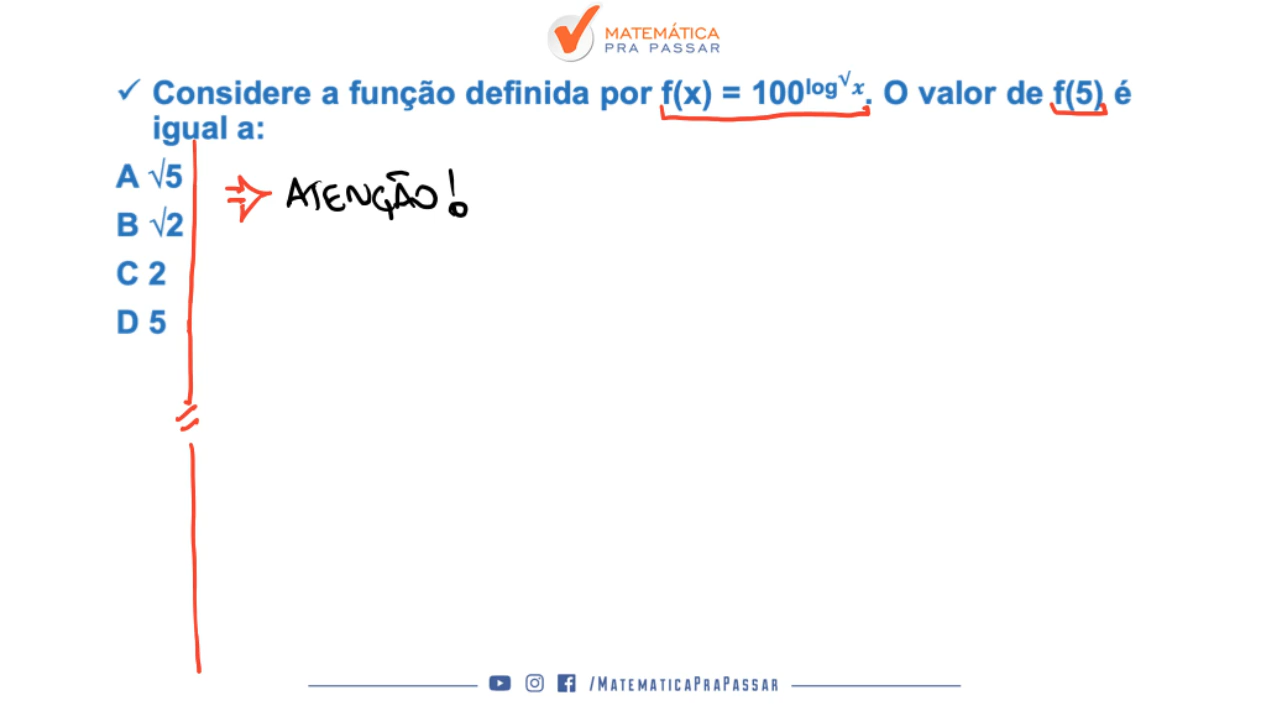 MATEMÁTICA
PRA PASSAR
✓ Considere a função definida por f(x) = 100^log√x. O valor de f(5) é
igual a:
A √5
⇒ ATENÇÃO!
B √2
C 2
D 5
/MATEMATICAPRAPASSAR